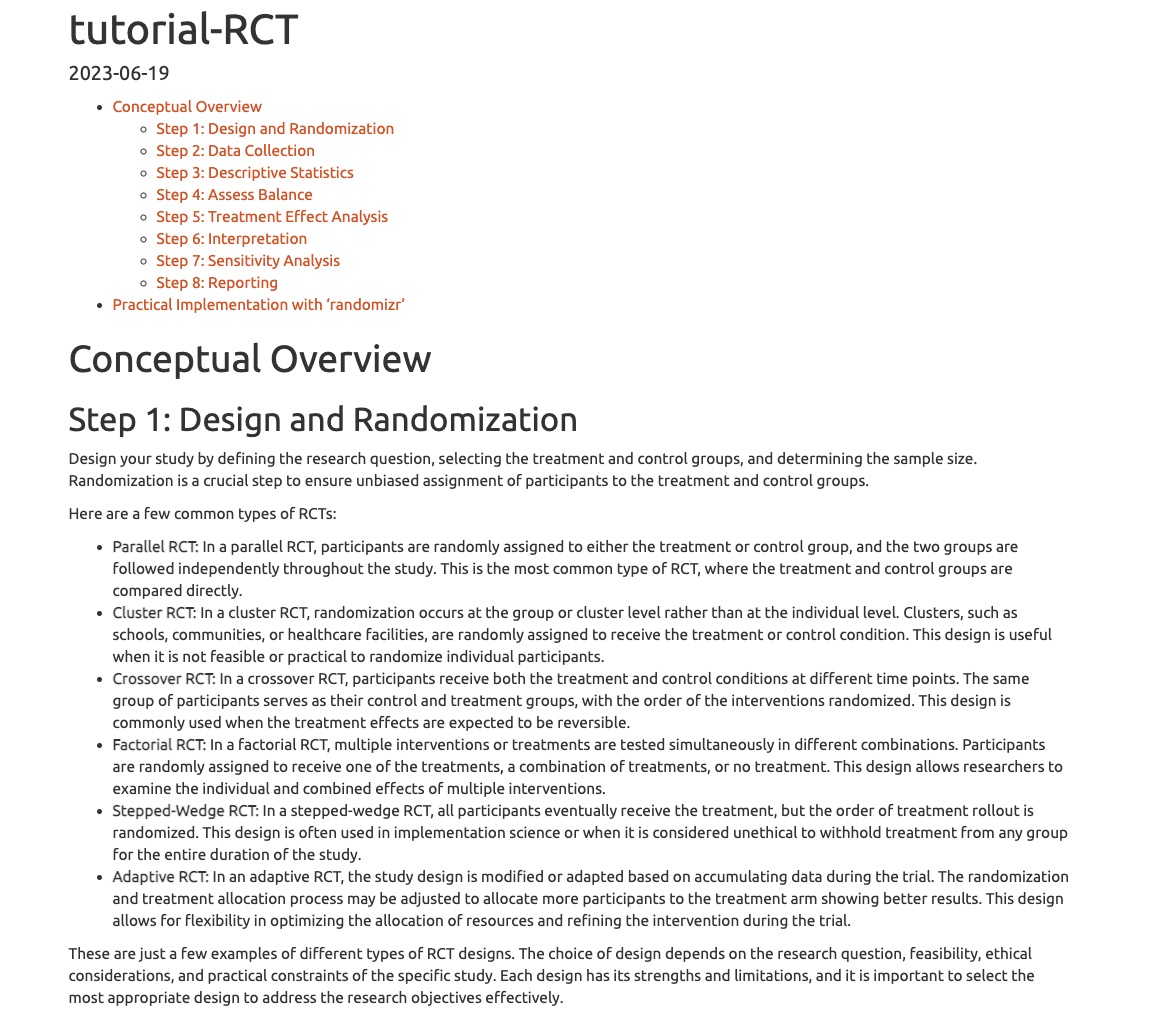 tutorial-RCT
2023-06-19
Conceptual Overview
Step 1: Design and Randomization
Step 2: Data Collection
Step 3: Descriptive Statistics
Step 4: Assess Balance
Step 5: Treatment Effect Analysis
Step 6: Interpretation
Step 7: Sensitivity Analysis
Step 8: Reporting
Practical Implementation with ‘randomizr’
Conceptual Overview
Step 1: Design and Randomization
Design your study by defining the research question, selecting the treatment and control groups, and determining the sample size.
Randomization is a crucial step to ensure unbiased assignment of participants to the treatment and control groups.
Here are a few common types of RCTs:
Parallel RCT: In a parallel RCT, participants are randomly assigned to either the treatment or control group, and the two groups are
followed independently throughout the study. This is the most common type of RCT, where the treatment and control groups are
compared directly.
Cluster RCT: In a cluster RCT, randomization occurs at the group or cluster level rather than at the individual level. Clusters, such as
schools, communities, or healthcare facilities, are randomly assigned to receive the treatment or control condition. This design is useful
when it is not feasible or practical to randomize individual participants.
Crossover RCT: In a crossover RCT, participants receive both the treatment and control conditions at different time points. The same
group of participants serves as their control and treatment groups, with the order of the interventions randomized. This design is
commonly used when the treatment effects are expected to be reversible.
Factorial RCT: In a factorial RCT, multiple interventions or treatments are tested simultaneously in different combinations. Participants
are randomly assigned to receive one of the treatments, a combination of treatments, or no treatment. This design allows researchers to
examine the individual and combined effects of multiple interventions.
Stepped-Wedge RCT: In a stepped-wedge RCT, all participants eventually receive the treatment, but the order of treatment rollout is
randomized. This design is often used in implementation science or when it is considered unethical to withhold treatment from any group
for the entire duration of the study.
Adaptive RCT: In an adaptive RCT, the study design is modified or adapted based on accumulating data during the trial. The randomization
and treatment allocation process may be adjusted to allocate more participants to the treatment arm showing better results. This design
allows for flexibility in optimizing the allocation of resources and refining the intervention during the trial.
These are just a few examples of different types of RCT designs. The choice of design depends on the research question, feasibility, ethical
considerations, and practical constraints of the specific study. Each design has its strengths and limitations, and it is important to select the
most appropriate design to address the research objectives effectively.